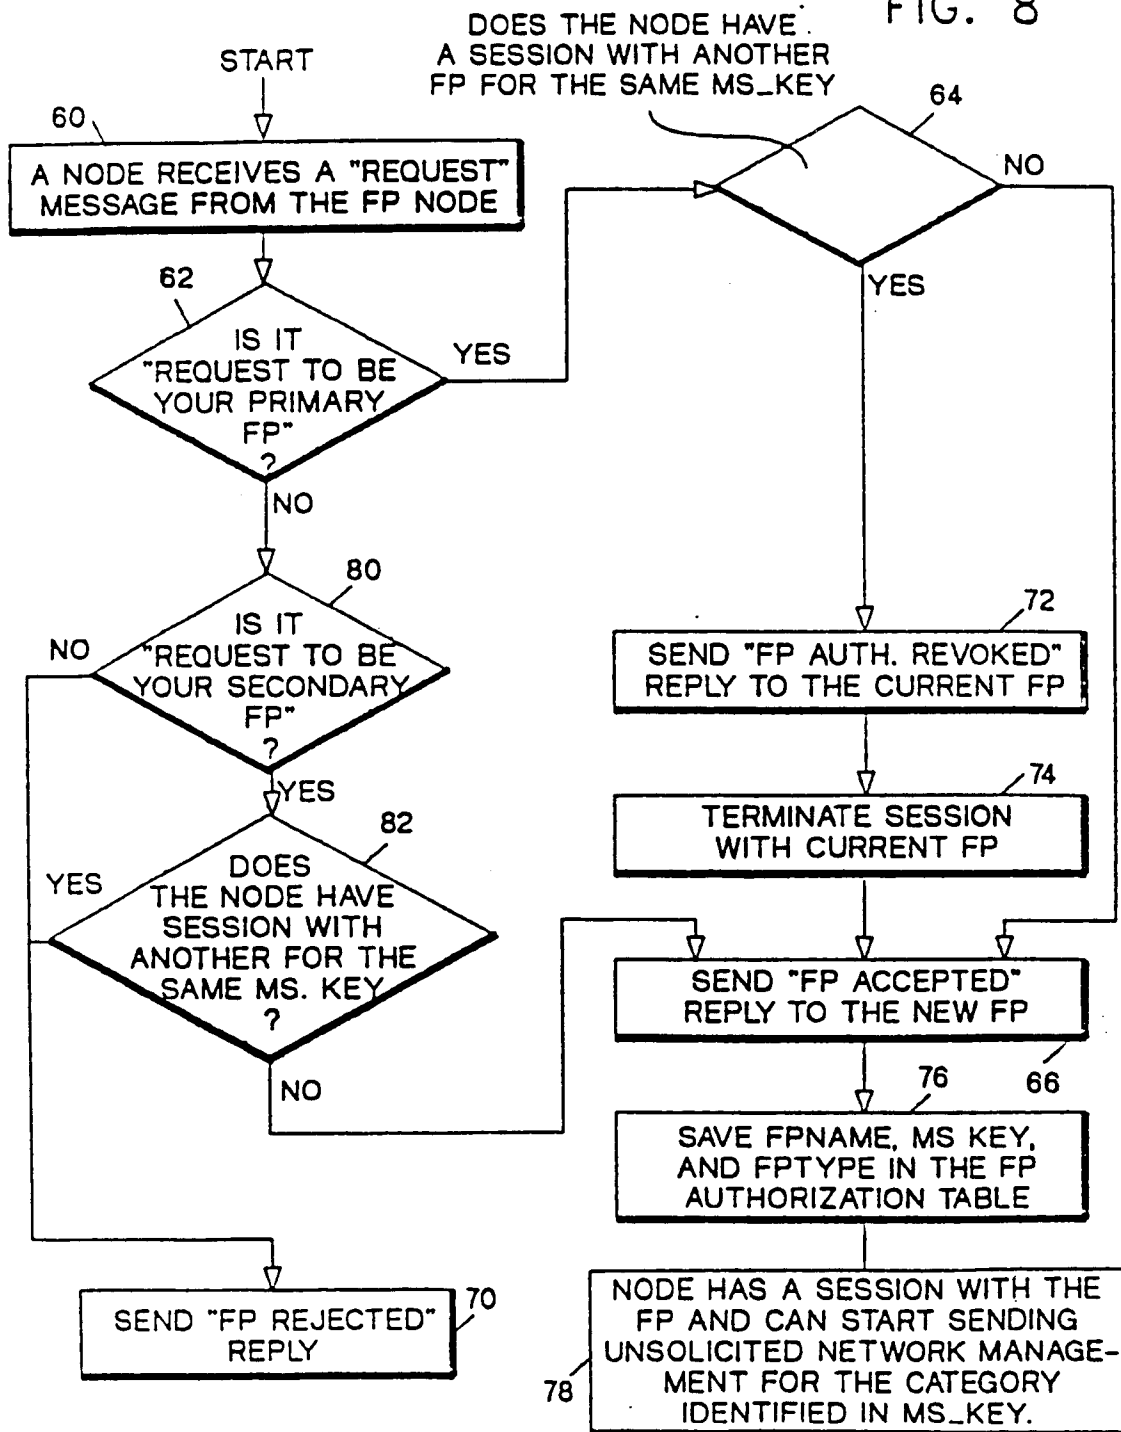 FIG. 8
DOES THE NODE HAVE
A SESSION WITH ANOTHER
FP FOR THE SAME MS_KEY
START
60
A NODE RECEIVES A "REQUEST"
MESSAGE FROM THE FP NODE
64
NO
YES
62
IS IT
"REQUEST TO BE
YOUR PRIMARY
FP"
?
YES
NO
80
IS IT
"REQUEST TO BE
YOUR SECONDARY
FP"
?
NO
YES
82
DOES
THE NODE HAVE
SESSION WITH
ANOTHER FOR THE
SAME MS. KEY
?
YES
NO
72
SEND "FP AUTH. REVOKED"
REPLY TO THE CURRENT FP
74
TERMINATE SESSION
WITH CURRENT FP
SEND "FP ACCEPTED"
REPLY TO THE NEW FP
66
76
SAVE FPNAME, MS KEY,
AND FPTYPE IN THE FP
AUTHORIZATION TABLE
SEND "FP REJECTED"
REPLY
70
NODE HAS A SESSION WITH THE
FP AND CAN START SENDING
UNSOLICITED NETWORK MANAGE-
MENT FOR THE CATEGORY
IDENTIFIED IN MS_KEY.
78